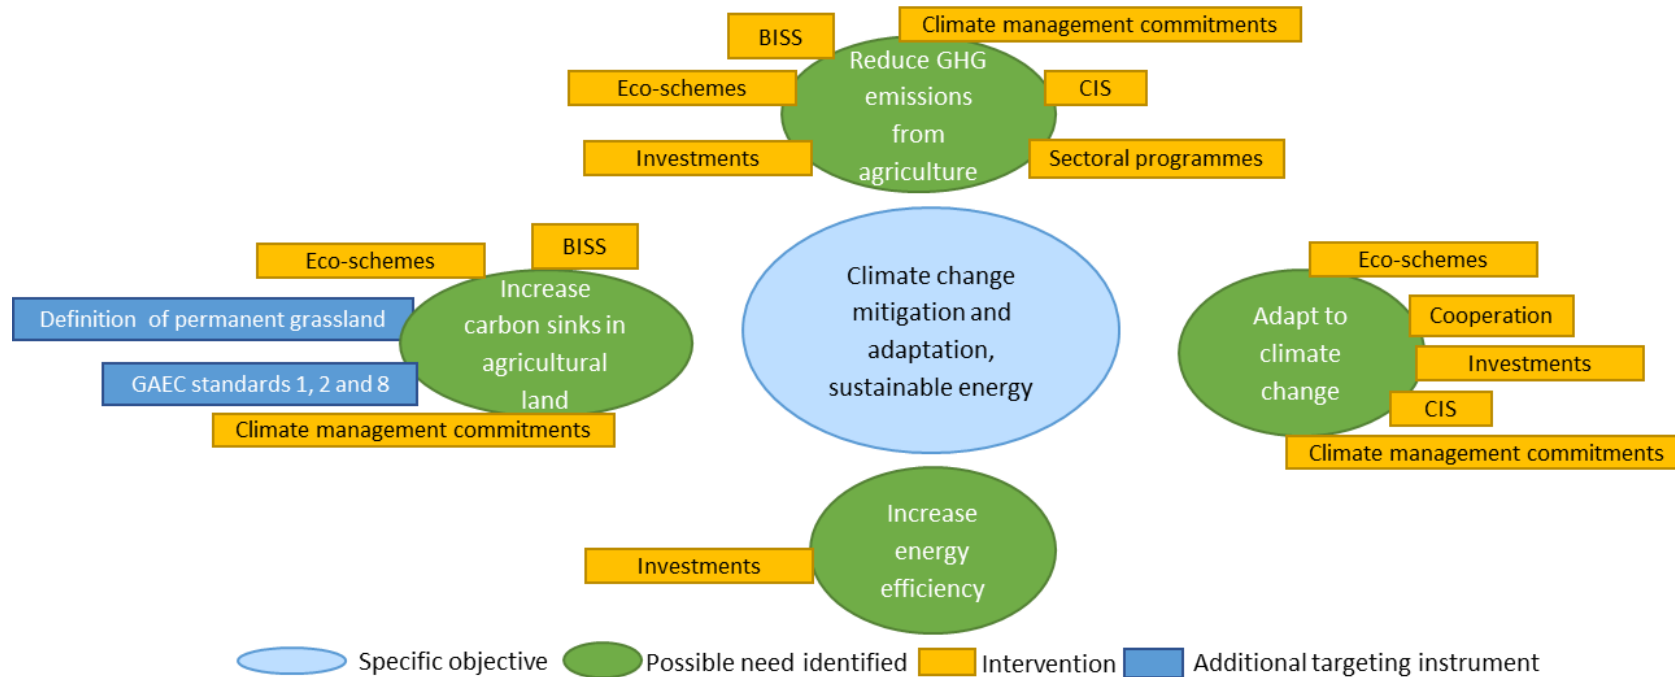 Climate management commitments
BISS
Reduce GHG
emissions
from
agriculture
Eco-schemes
CIS
Investments
Sectoral programmes
BISS
Eco-schemes
Increase
carbon sinks in
agricultural
land
Definition of permanent grassland
GAEC standards 1, 2 and 8
Climate management commitments
Climate change
mitigation and
adaptation,
sustainable energy
Eco-schemes
Adapt to
climate
change
Cooperation
Investments
CIS
Climate management commitments
Increase
energy
efficiency
Investments
Specific objective
Possible need identified
Intervention
Additional targeting instrument